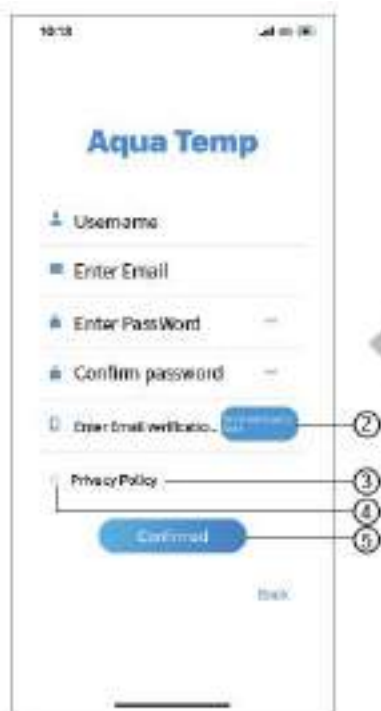 10:13
Aqua Temp
Username
Enter Email
Enter PassWord
Confirm password
Enter Email verificatio...
②
Privacy Policy
③
④
Confirmed
⑤
Back